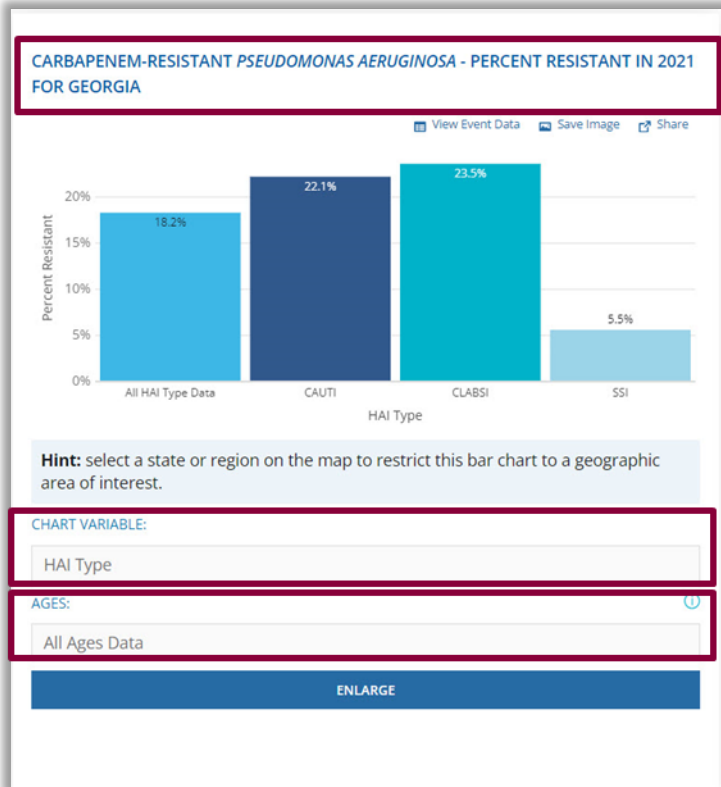 CARBAPENEM-RESISTANT PSEUDOMONAS AERUGINOSA - PERCENT RESISTANT IN 2021
FOR GEORGIA
View Event Data Save Image Share
Percent Resistant
20%
15%
10%
5%
0%
18.2%
22.1%
23.5%
5.5%
All HAI Type Data CAUTI CLABSI SSI
HAI Type
Hint: select a state or region on the map to restrict this bar chart to a geographic
area of interest.
CHART VARIABLE:
HAI Type
AGES:
All Ages Data
ENLARGE